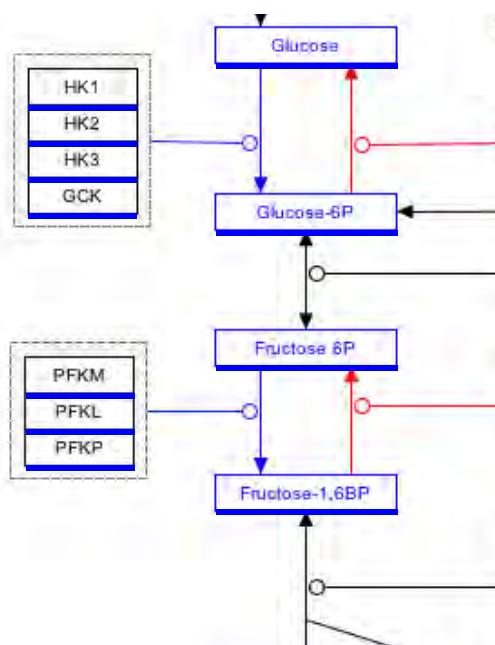 Glucose
HK1
HK2
HK3
GCK
Glucose-6P
Fructose 6P
PFKM
PFKL
PFKP
Fructose-1,6BP